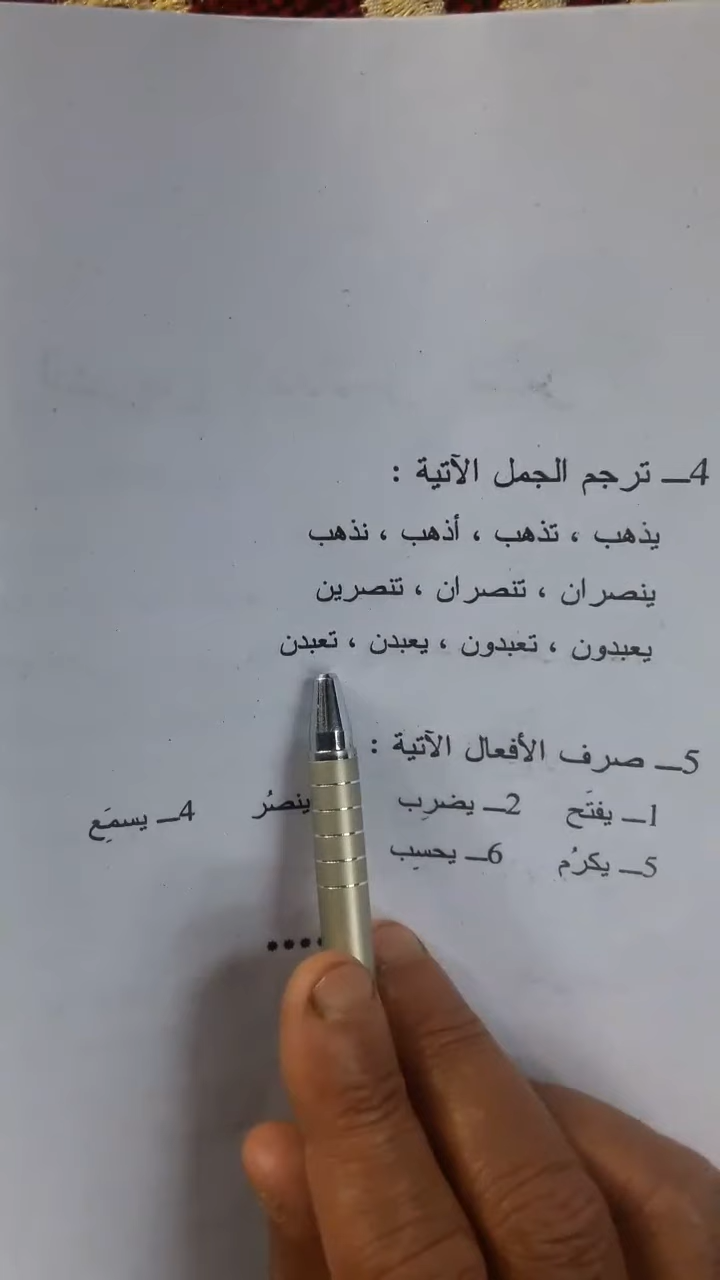 4ـ ترجم الجمل الآتية :
يذهب ، تذهب ، أذهب ، نذهب
ينصران ، تنصران ، تنصرين
يعبدون ، تعبدون ، يعبدن ، تعبدن
5ـ صرف الأفعال الآتية :
1ـ يفتَح 2ـ يضرِب ينصُر 4ـ يسمَع
5ـ يكرُم 6ـ يحسِب